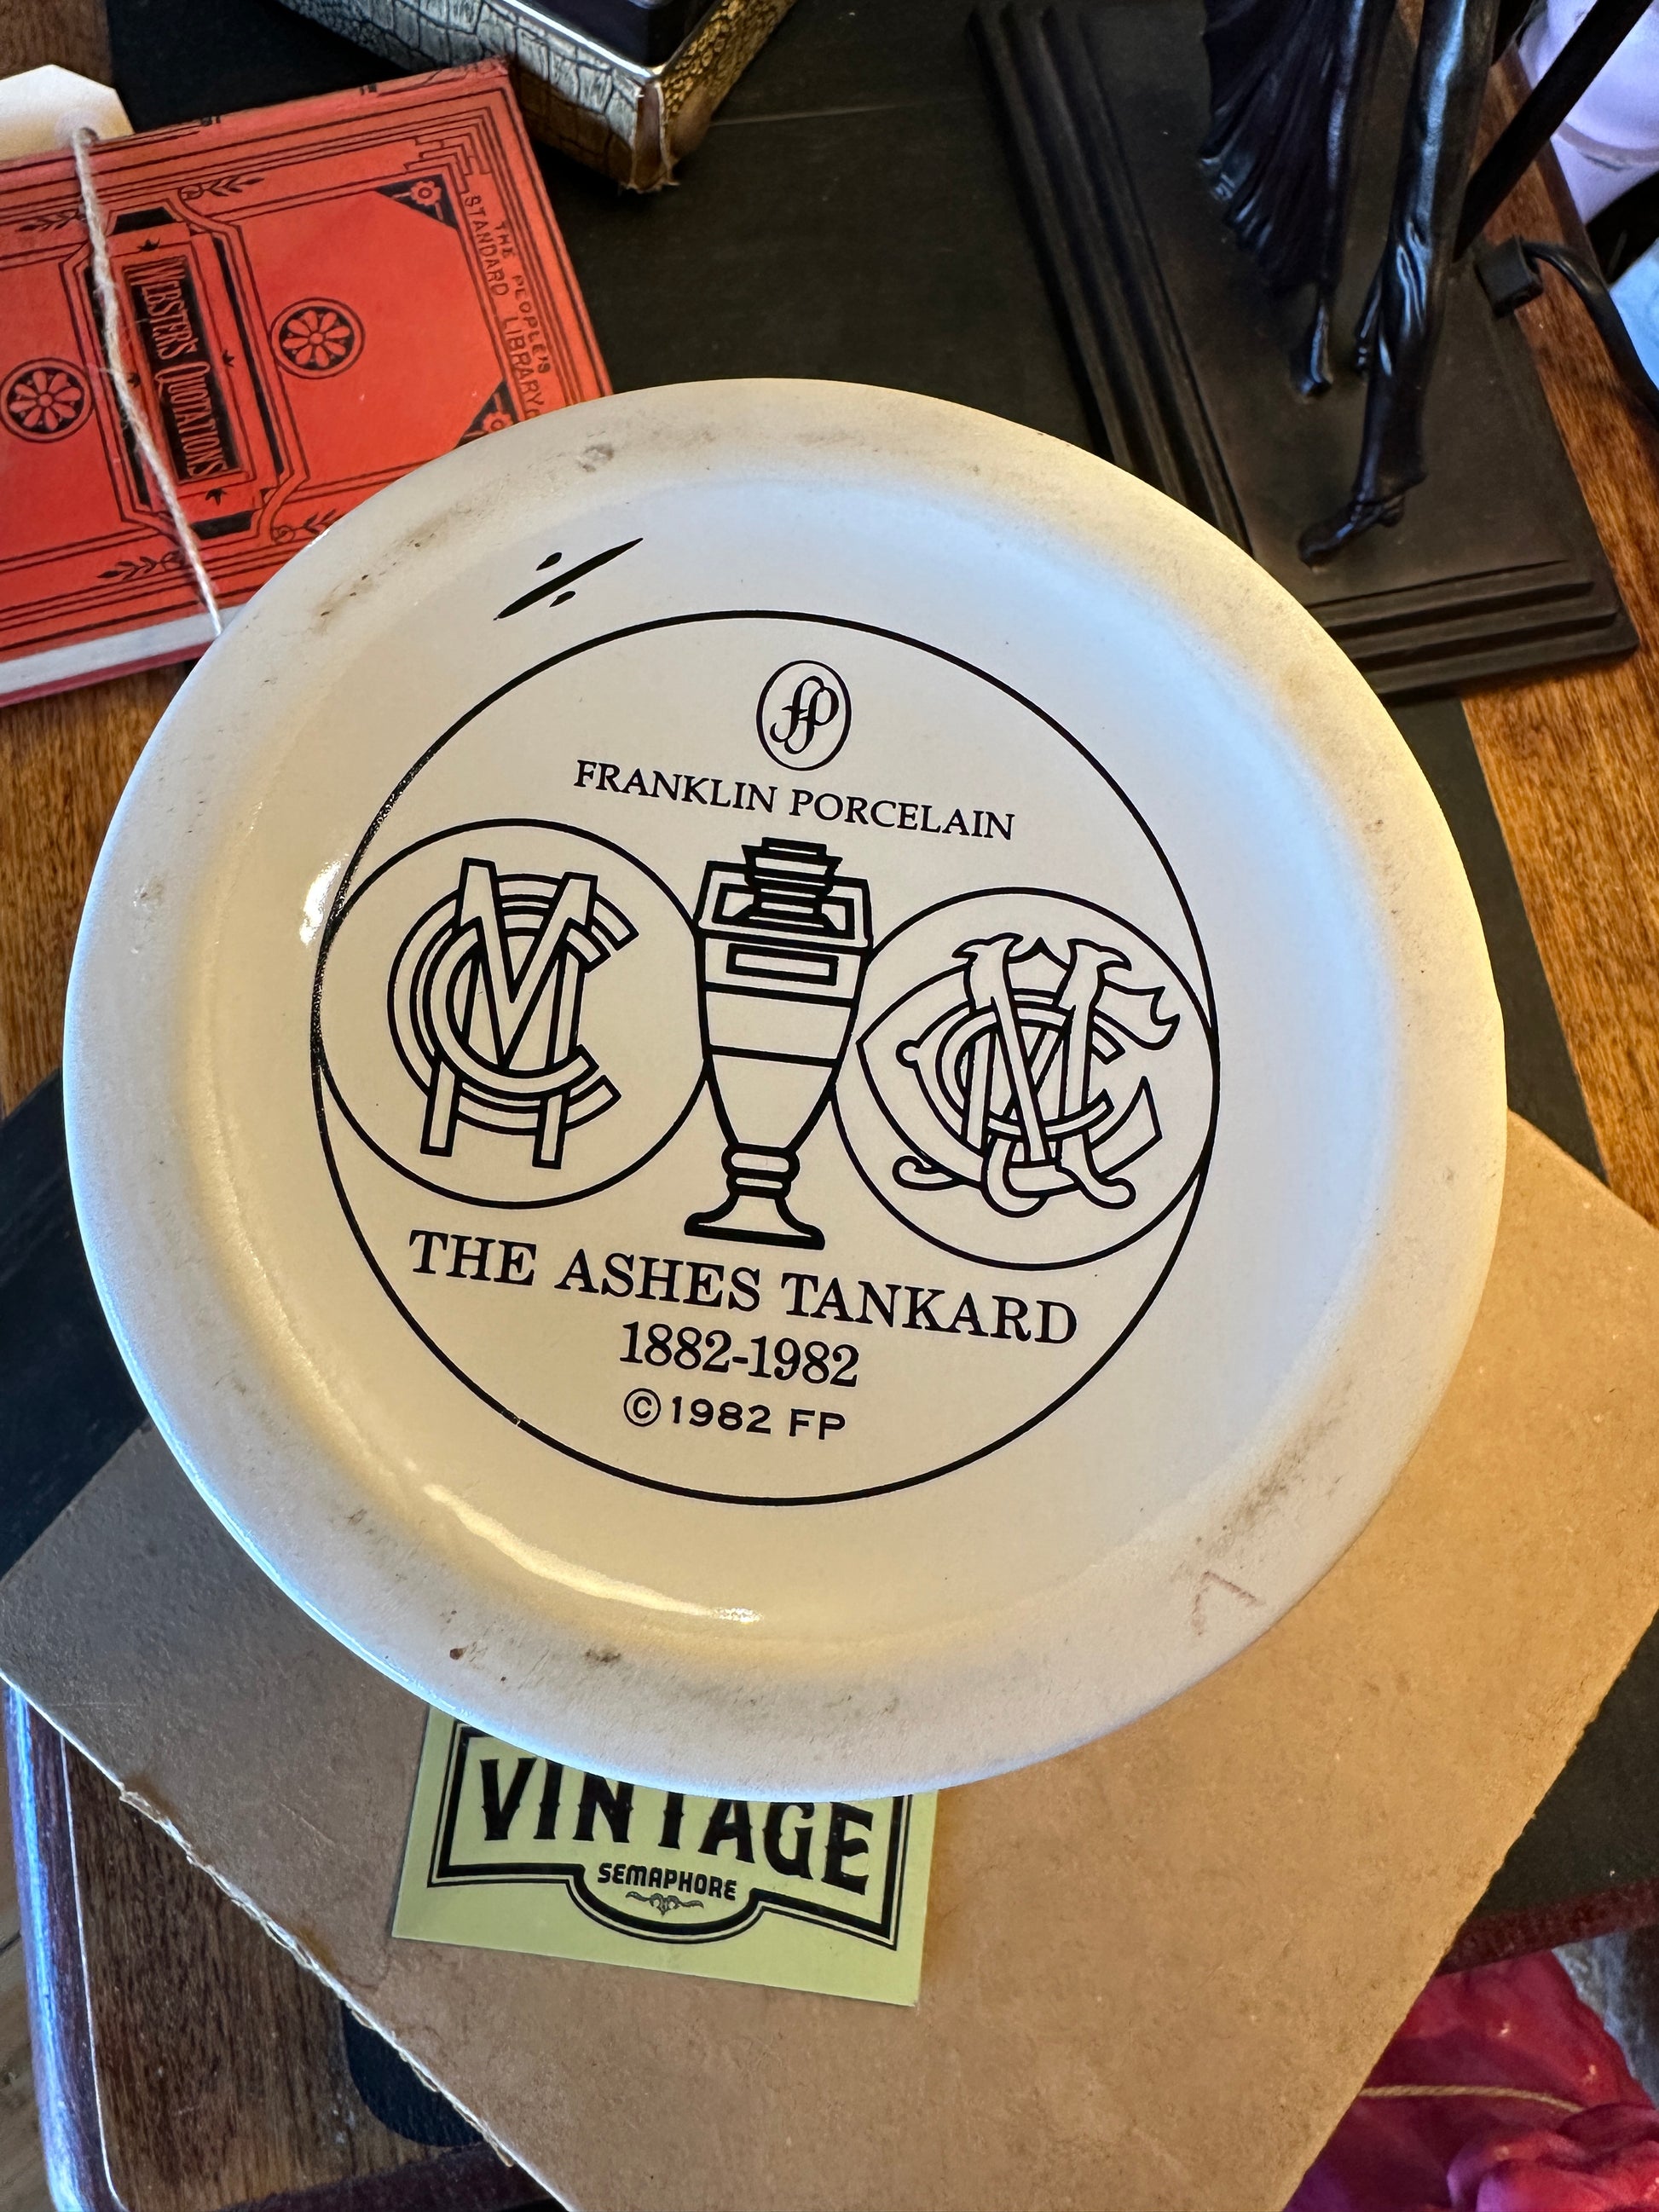 THE PEOPLE'S
STANDARD LIBRARY
WEBSTER'S QUOTATIONS
FP
FRANKLIN PORCELAIN
MCC
MCC
THE ASHES TANKARD
1882-1982
©1982 FP
VINTAGE
SEMAPHORE